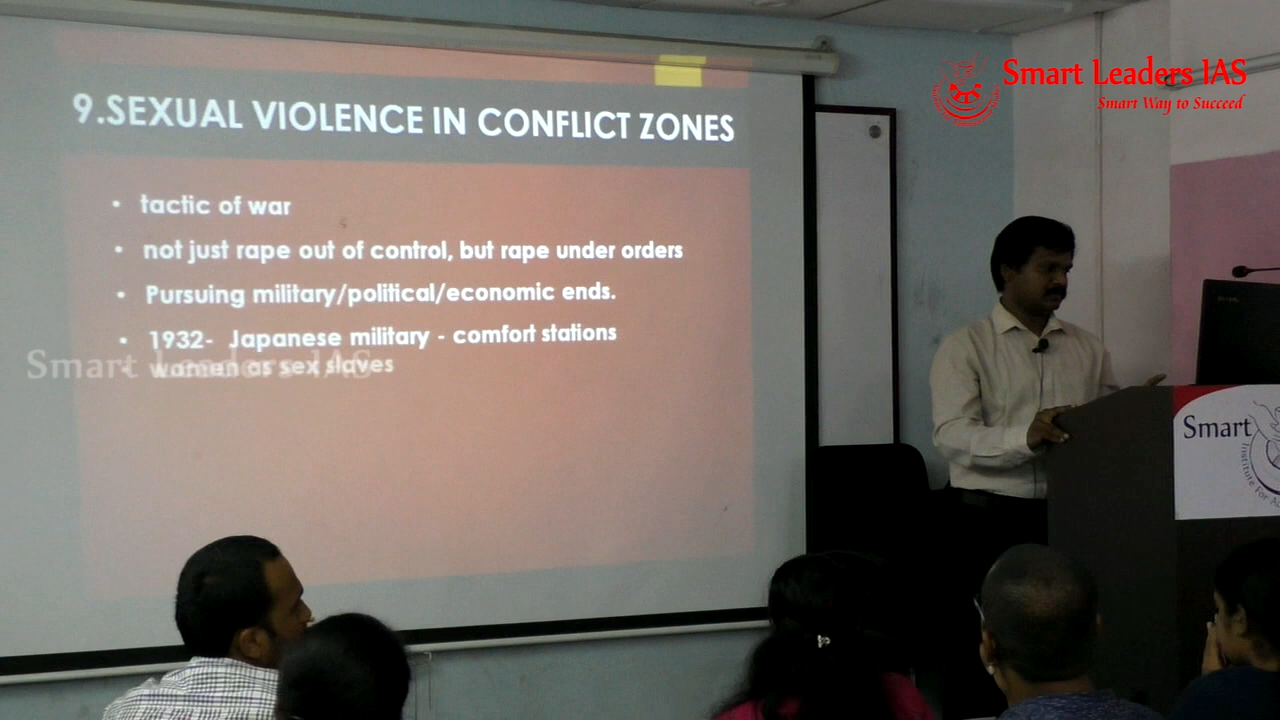 9.SEXUAL VIOLENCE IN CONFLICT ZONES
• tactic of war
• not just rape out of control, but rape under orders
• Pursuing military/political/economic ends.
• 1932- Japanese military - comfort stations
• women as sex slaves
Smart Leaders IAS
Smart Leaders IAS
Smart Way to Succeed
Smart
Institute For